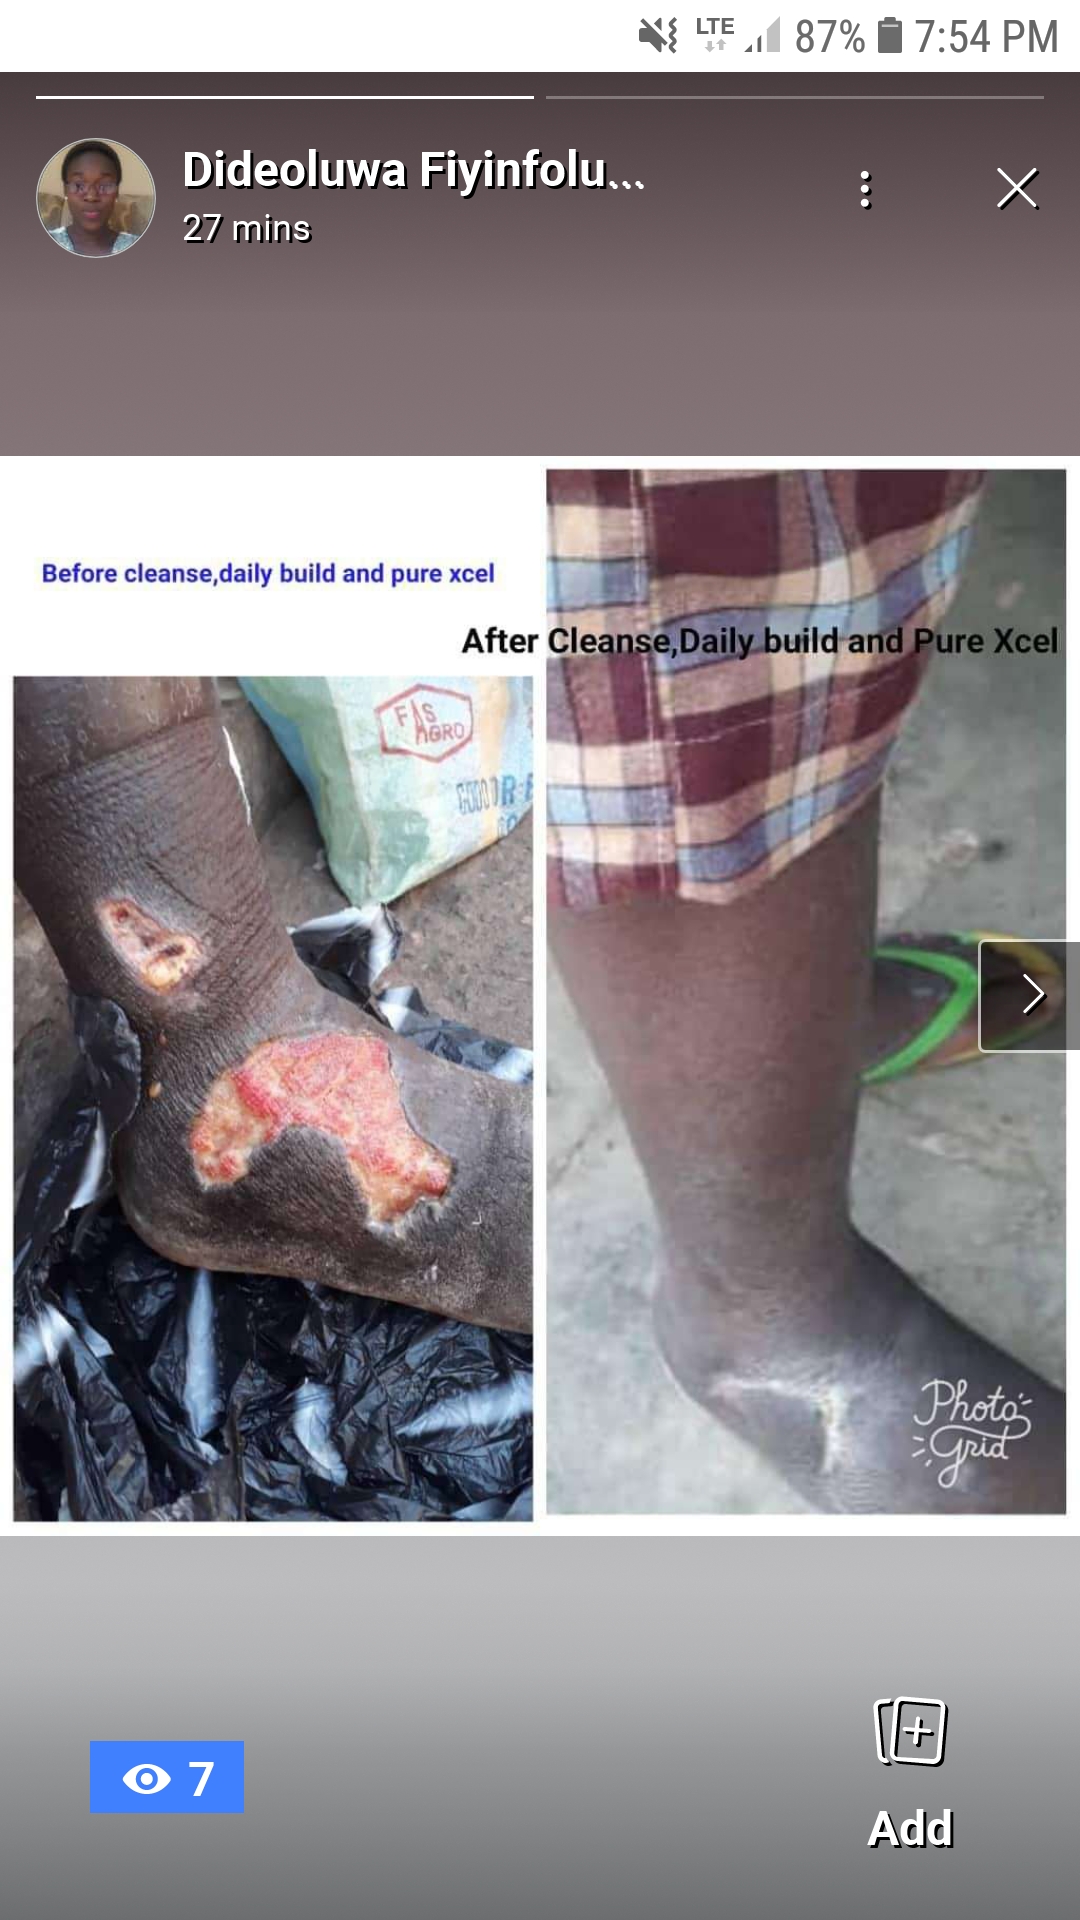 LTE 87% 7:54 PM
Dideoluwa Fiyinfolu...
27 mins
Before cleanse,daily build and pure xcel
After Cleanse,Daily build and Pure Xcel
FAS
AGRO
Photo
Grid
7
Add